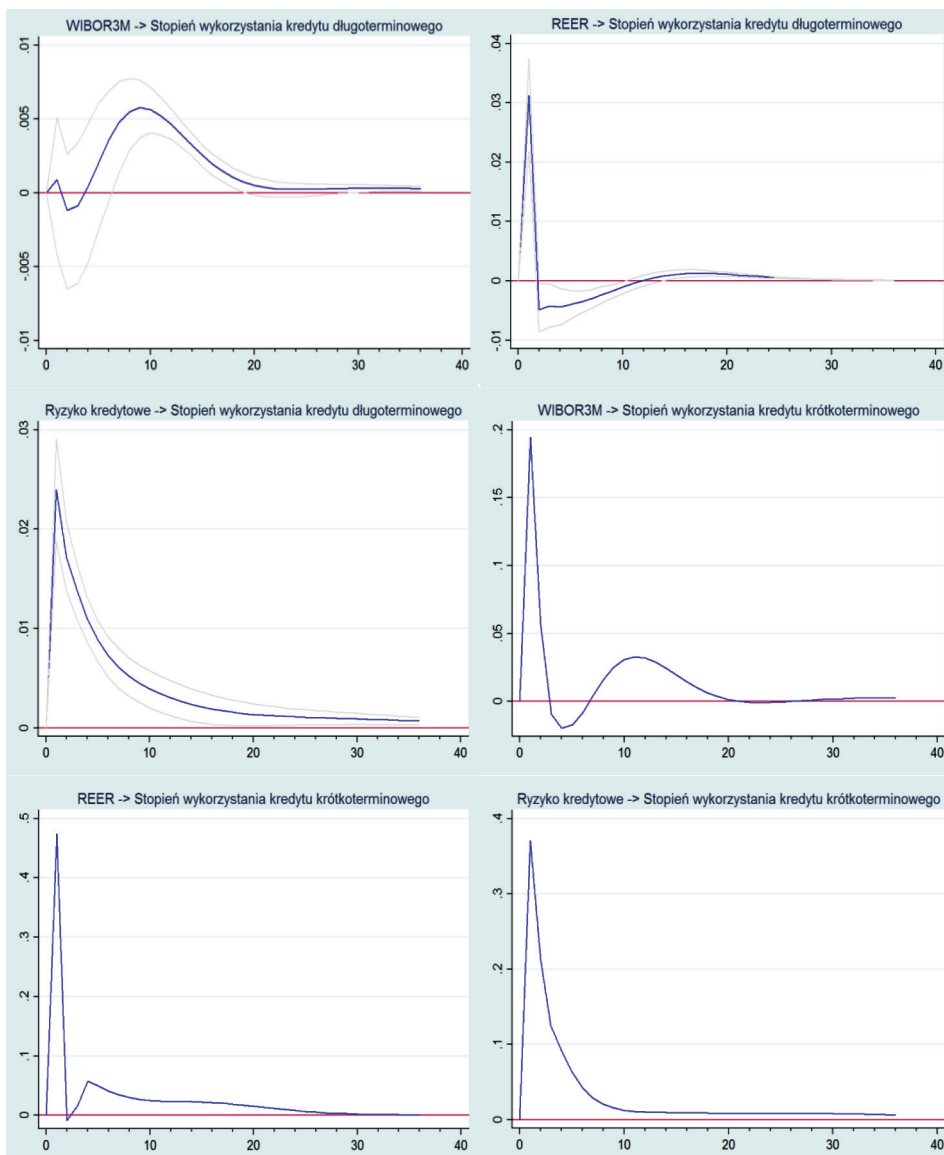 WIBOR3M -> Stopień wykorzystania kredytu długoterminowego
.01
.005
0
-.005
-.01
0 10 20 30 40
REER -> Stopień wykorzystania kredytu długoterminowego
.04
.03
.02
.01
0
-.01
0 10 20 30 40
Ryzyko kredytowe -> Stopień wykorzystania kredytu długoterminowego
.03
.02
.01
0
0 10 20 30 40
WIBOR3M -> Stopień wykorzystania kredytu krótkoterminowego
.2
.15
.1
.05
0
0 10 20 30 40
REER -> Stopień wykorzystania kredytu krótkoterminowego
.5
.4
.3
.2
.1
0
0 10 20 30 40
Ryzyko kredytowe -> Stopień wykorzystania kredytu krótkoterminowego
.4
.3
.2
.1
0
0 10 20 30 40